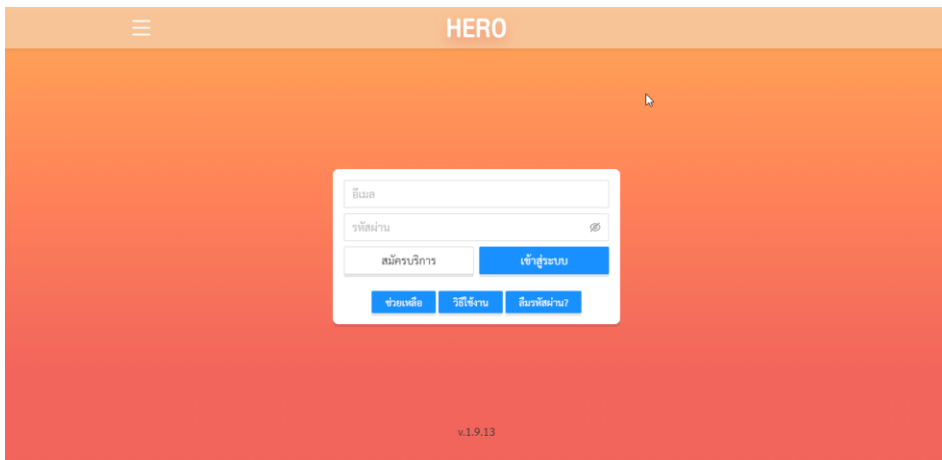 HERO
อีเมล
รหัสผ่าน
สมัครบริการ เข้าสู่ระบบ
ช่วยเหลือ วิธีใช้งาน ลืมรหัสผ่าน?
v.1.9.13